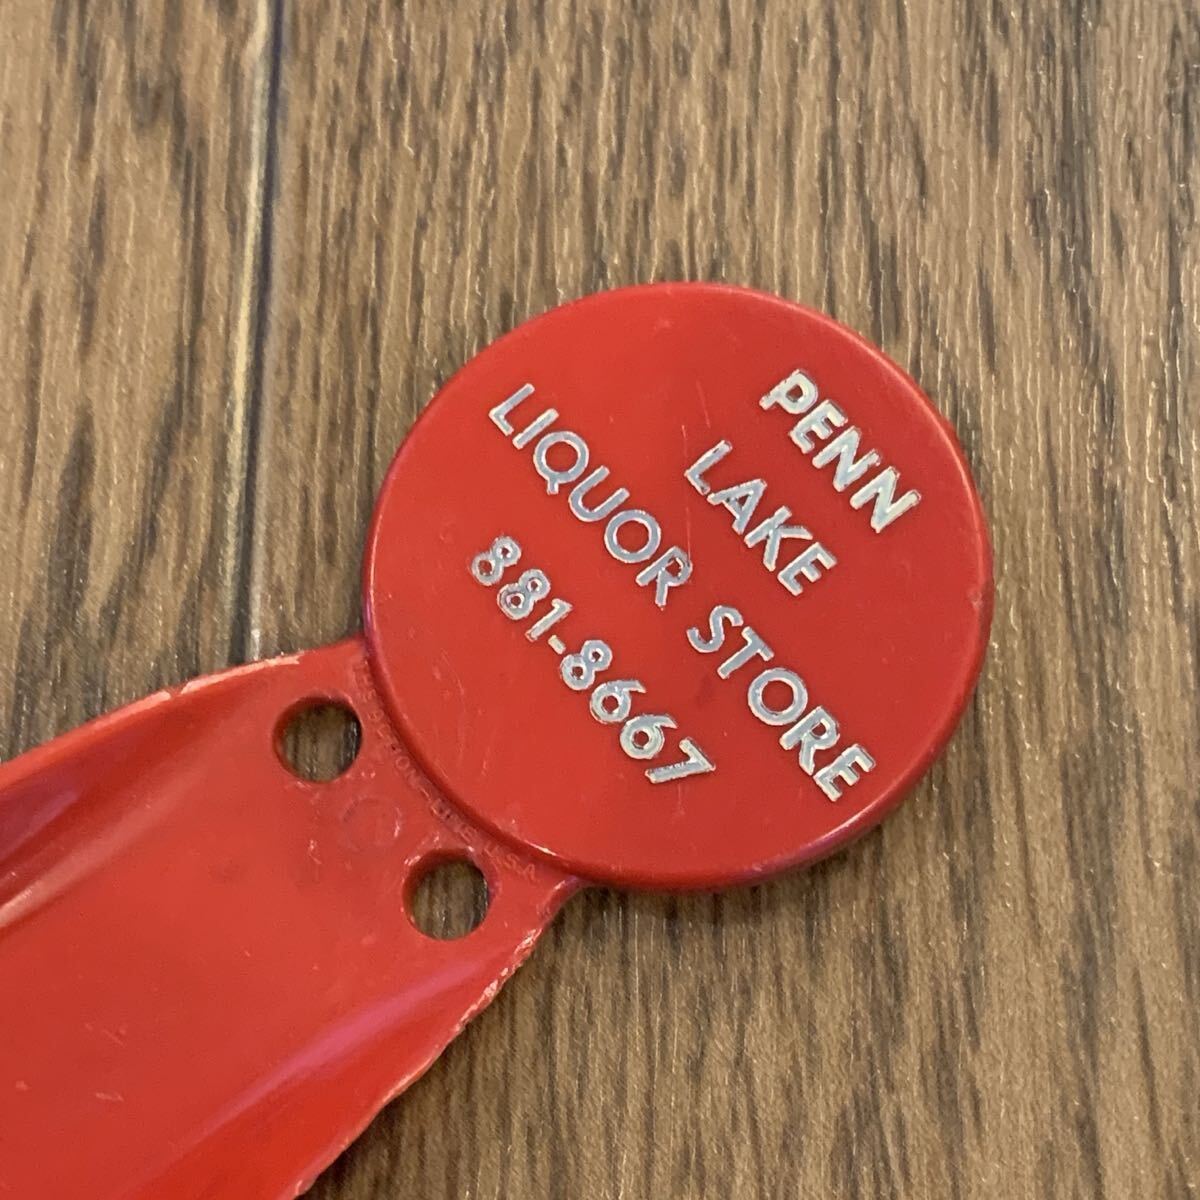 PENN
LAKE
LIQUOR STORE
881-8667